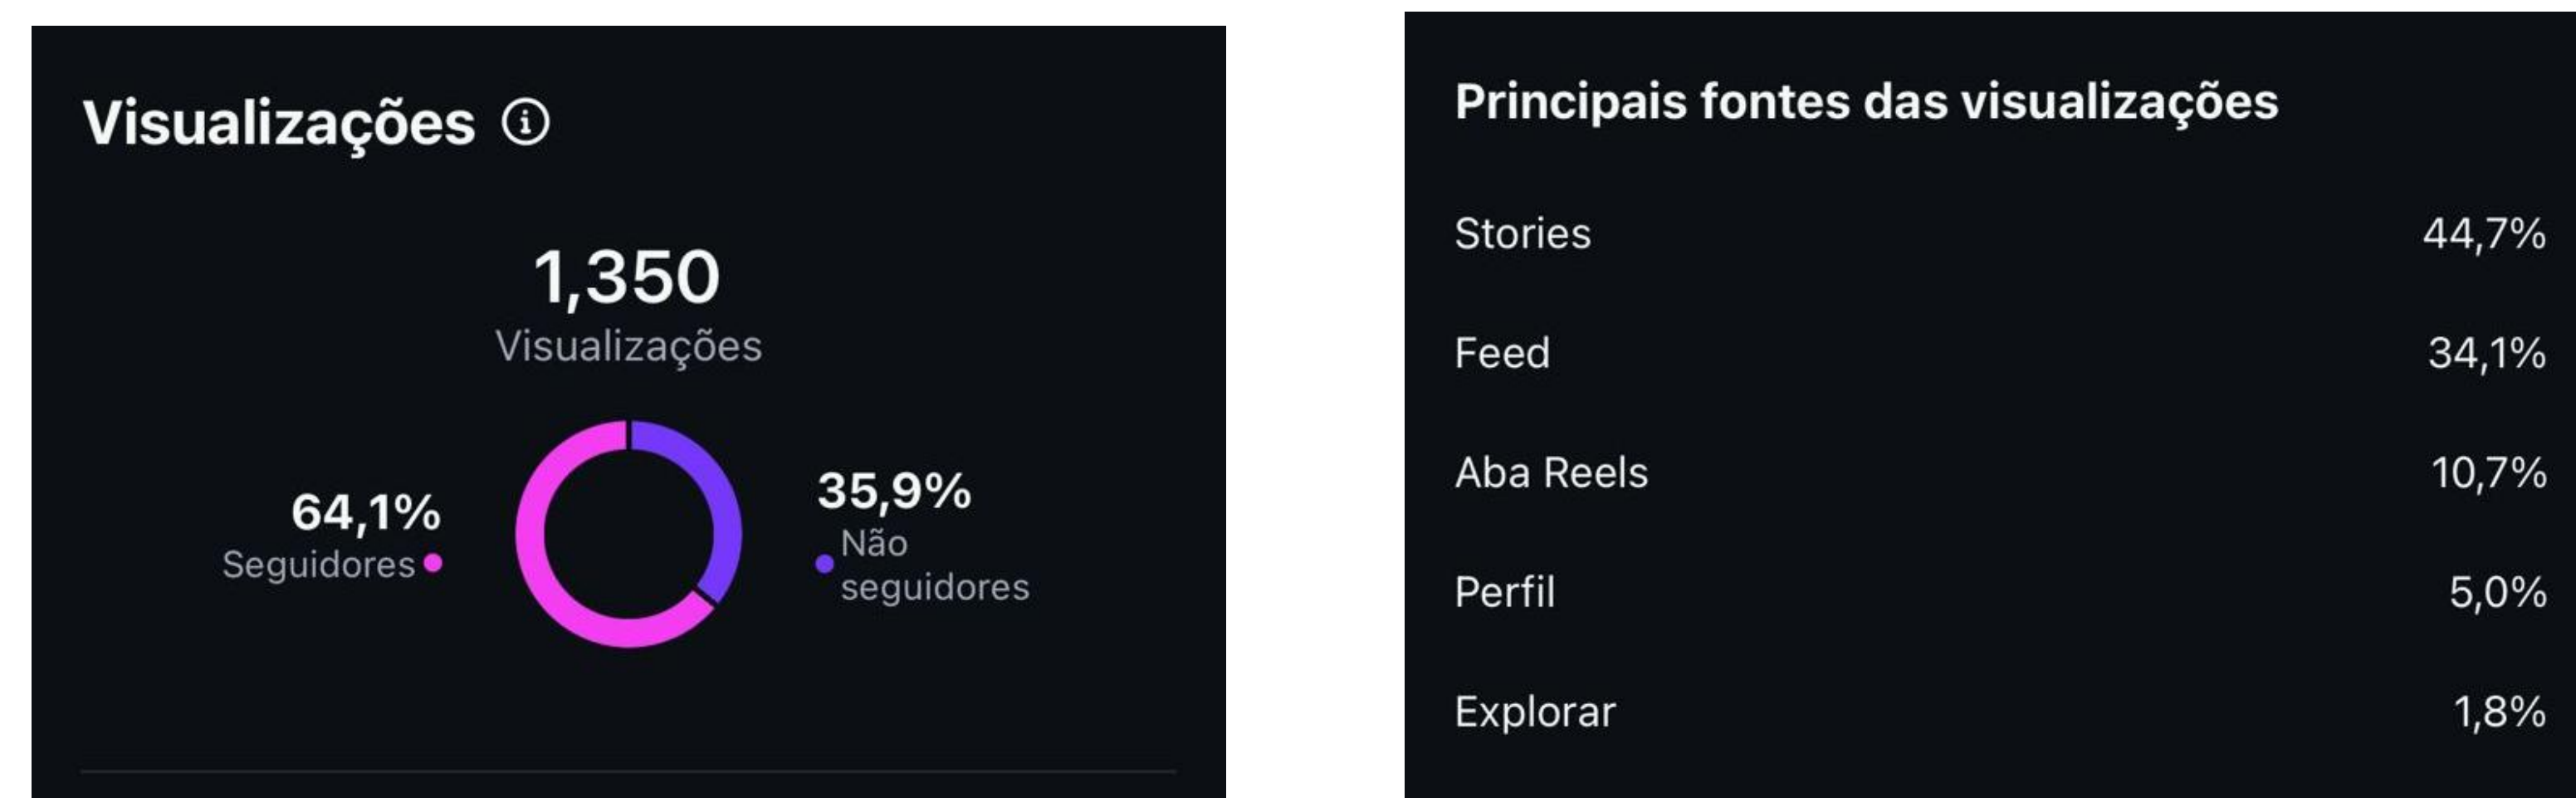 Visualizações
1,350
Visualizações
64,1%
Seguidores
35,9%
Não
seguidores
Principais fontes das visualizações
Stories 44,7%
Feed 34,1%
Aba Reels 10,7%
Perfil 5,0%
Explorar 1,8%